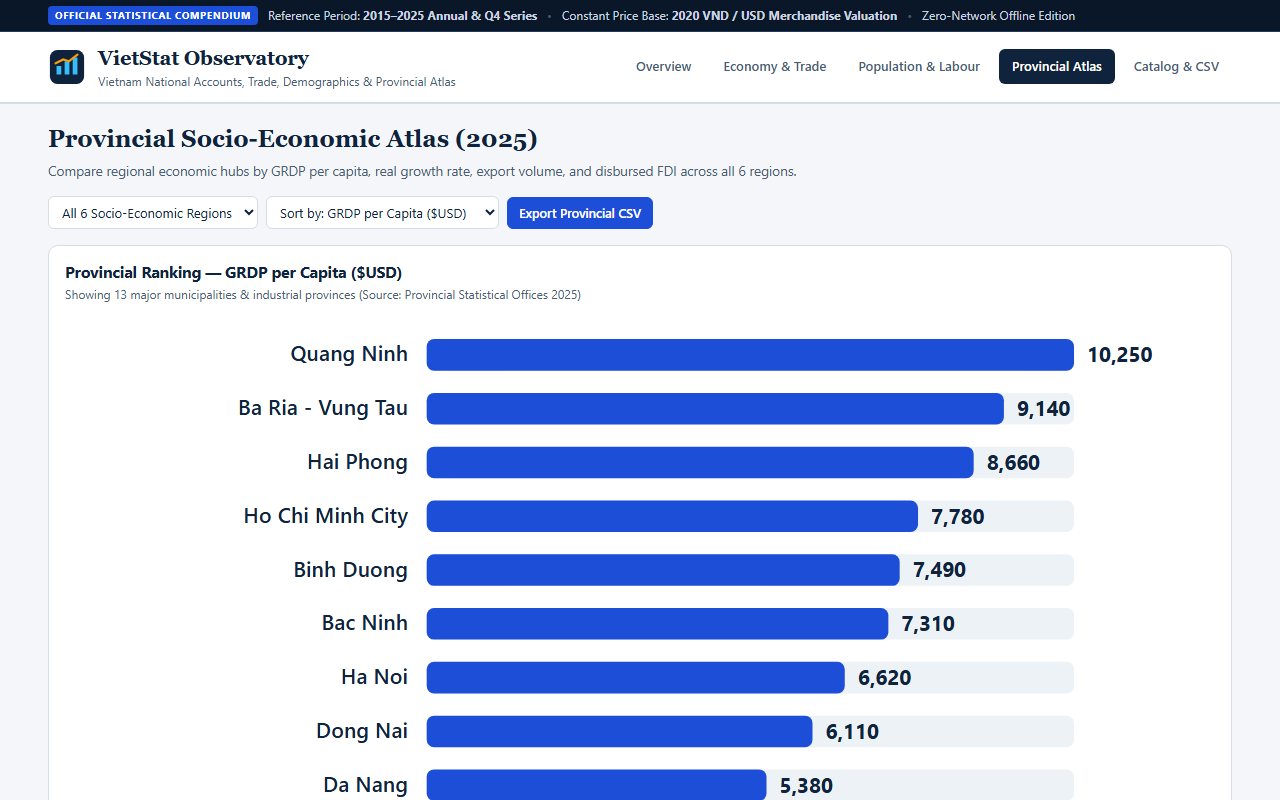 OFFICIAL STATISTICAL COMPENDIUM Reference Period: 2015–2025 Annual & Q4 Series • Constant Price Base: 2020 VND / USD Merchandise Valuation • Zero-Network Offline Edition
VietStat Observatory
Vietnam National Accounts, Trade, Demographics & Provincial Atlas
Overview Economy & Trade Population & Labour Provincial Atlas Catalog & CSV
Provincial Socio-Economic Atlas (2025)
Compare regional economic hubs by GRDP per capita, real growth rate, export volume, and disbursed FDI across all 6 regions.
All 6 Socio-Economic Regions Sort by: GRDP per Capita ($USD) Export Provincial CSV
Provincial Ranking — GRDP per Capita ($USD)
Showing 13 major municipalities & industrial provinces (Source: Provincial Statistical Offices 2025)
Quang Ninh 10,250
Ba Ria - Vung Tau 9,140
Hai Phong 8,660
Ho Chi Minh City 7,780
Binh Duong 7,490
Bac Ninh 7,310
Ha Noi 6,620
Dong Nai 6,110
Da Nang 5,380